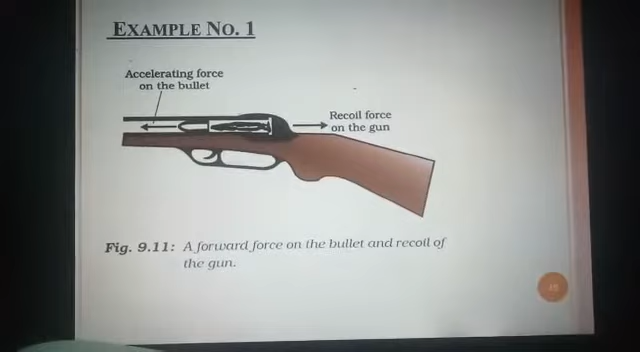 EXAMPLE NO. 1
Accelerating force
on the bullet
Recoil force
on the gun
Fig. 9.11: A forward force on the bullet and recoil of
the gun.